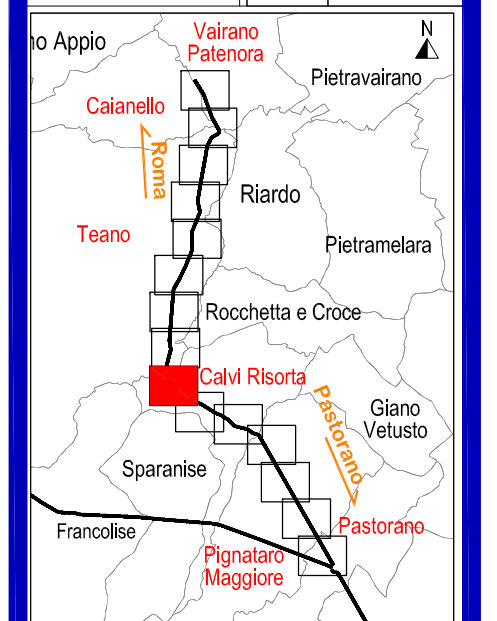 Vairano
Patenora
N
no Appio
Pietravairano
Caianello
Roma
Riardo
Teano
Pietramelara
Rocchetta e Croce
Calvi Risorta
Pastorano
Giano
Vetusto
Sparanise
Francolise
Pastorano
Pignataro
Maggiore